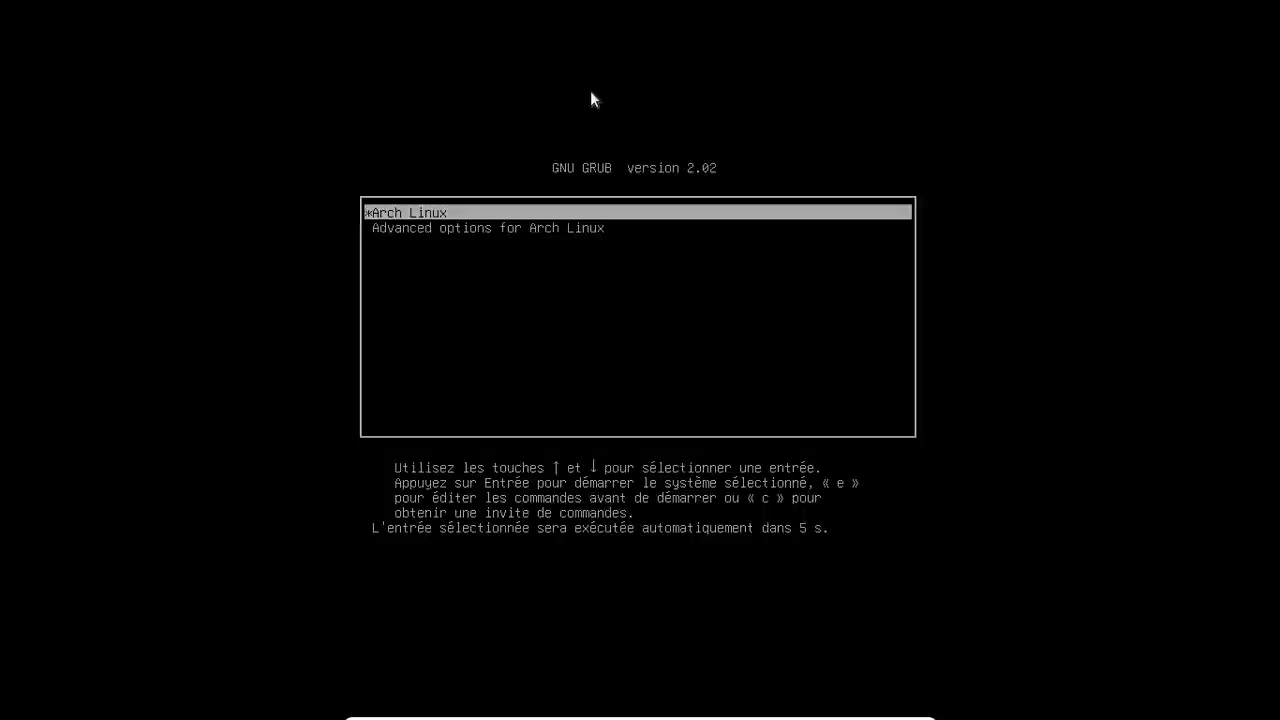 GNU GRUB  version 2.02
*Arch Linux
Advanced options for Arch Linux
Utilisez les touches ↑ et ↓ pour sélectionner une entrée.
Appuyez sur Entrée pour démarrer le système sélectionné, « e »
pour éditer les commandes avant de démarrer ou « c » pour
obtenir une invite de commandes.
L'entrée sélectionnée sera exécutée automatiquement dans 5 s.